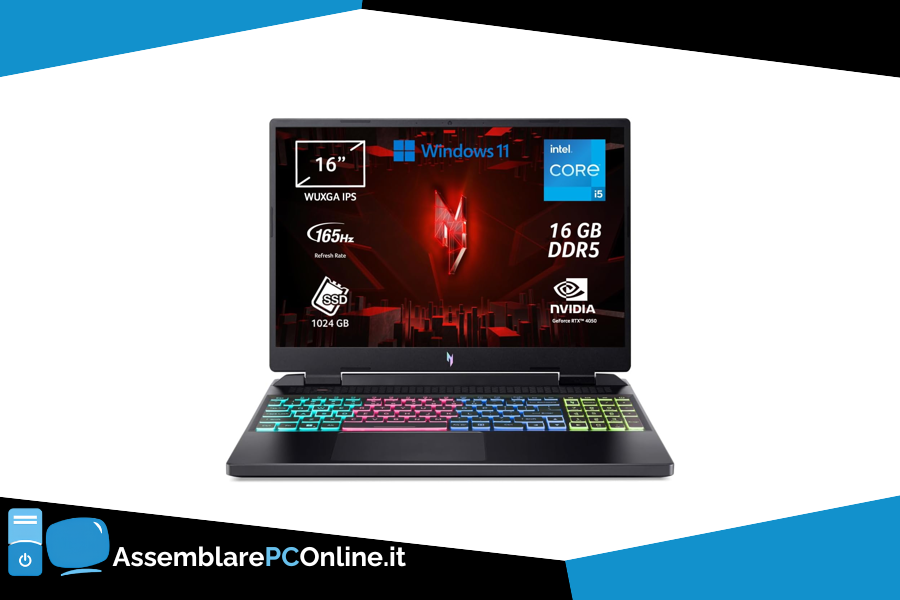 16”
WUXGA IPS
Windows 11
intel.
CORE
i5
165Hz
Refresh Rate
16 GB
DDR5
SSD
1024 GB
NVIDIA
GeForce RTX™ 4050
AssemblarePCOnline.it